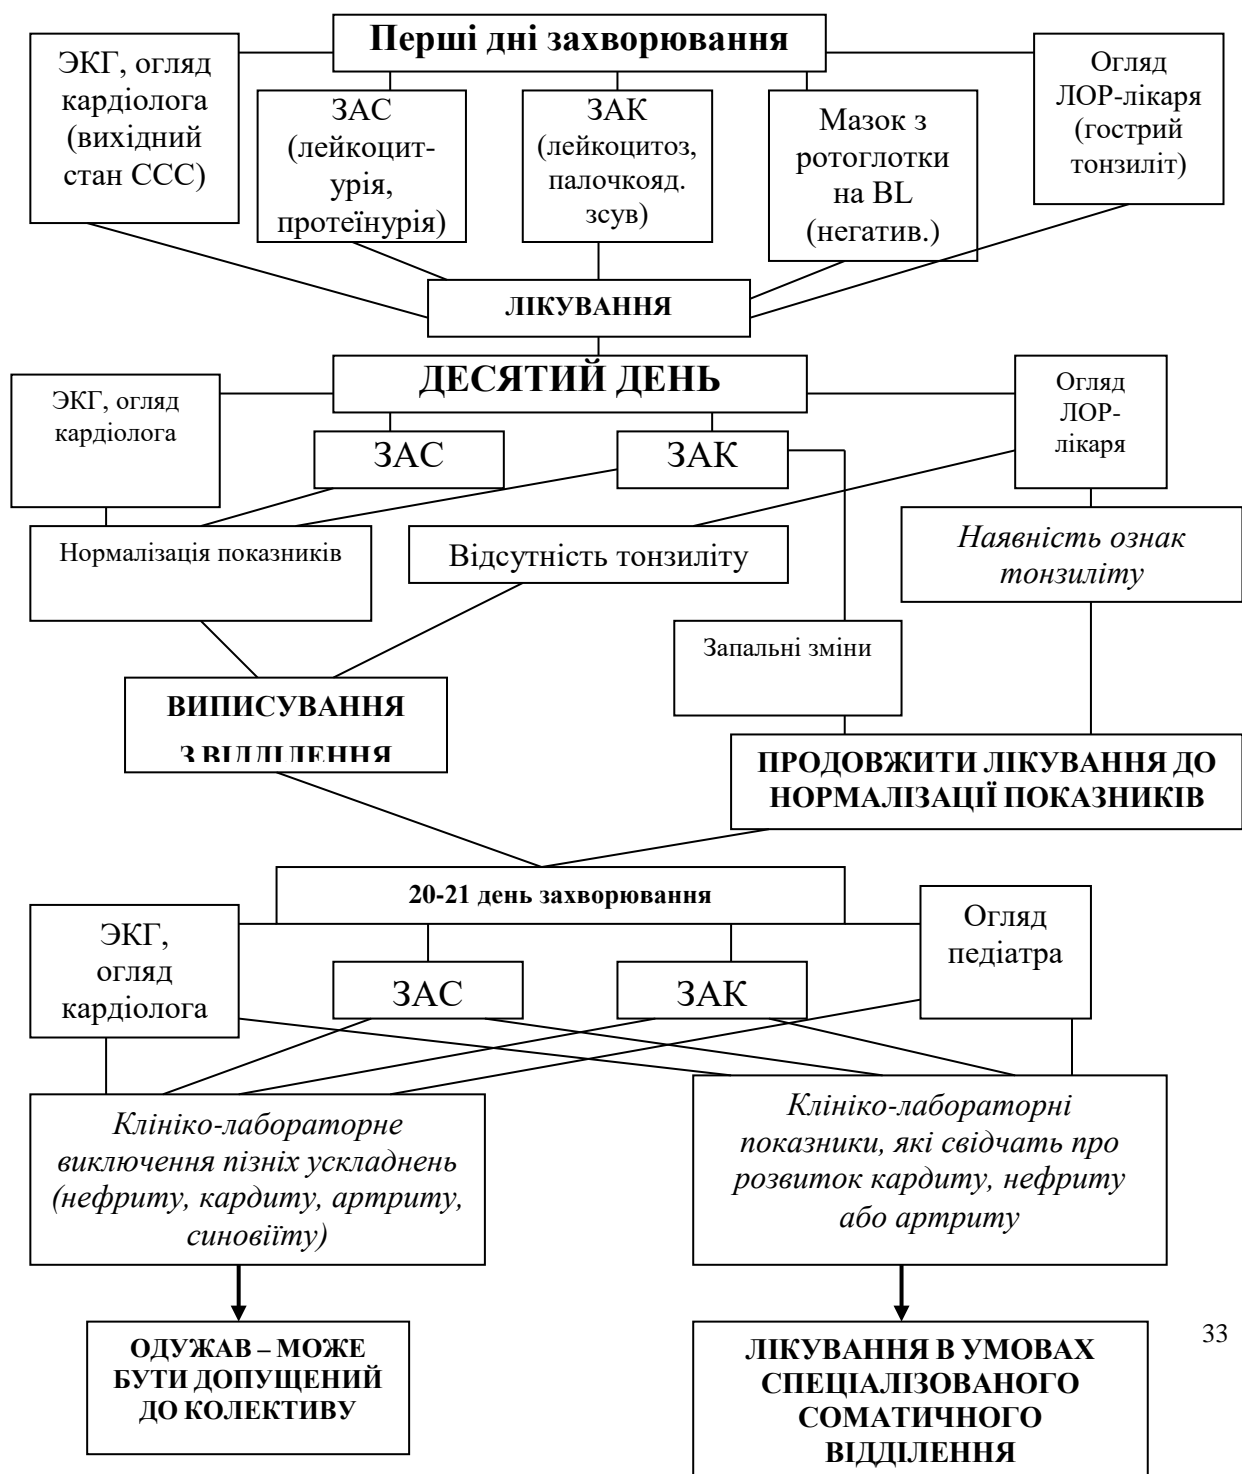 Перші дні захворювання
ЭКГ, огляд
кардіолога
(вихідний
стан ССС)
ЗАС
(лейкоцит-
урія,
протеїнурія)
ЗАК
(лейкоцитоз,
палочкояд.
зсув)
Мазок з
ротоглотки
на BL
(негатив.)
Огляд
ЛОР-лікаря
(гострий
тонзиліт)
ЛІКУВАННЯ
ДЕСЯТИЙ ДЕНЬ
ЭКГ, огляд
кардіолога
ЗАС
ЗАК
Огляд
ЛОР-
лікаря
Нормалізація показників
Відсутність тонзиліту
Наявність ознак
тонзиліту
Запальні зміни
ВИПИСУВАННЯ
З ВІДДІЛЕННЯ
ПРОДОВЖИТИ ЛІКУВАННЯ ДО
НОРМАЛІЗАЦІЇ ПОКАЗНИКІВ
20-21 день захворювання
ЭКГ,
огляд
кардіолога
ЗАС
ЗАК
Огляд
педіатра
Клініко-лабораторне
виключення пізніх ускладнень
(нефриту, кардиту, артриту,
синовіїту)
Клініко-лабораторні
показники, які свідчать про
розвиток кардиту, нефриту
або артриту
ОДУЖАВ – МОЖЕ
БУТИ ДОПУЩЕНИЙ
ДО КОЛЕКТИВУ
ЛІКУВАННЯ В УМОВАХ
СПЕЦІАЛІЗОВАНОГО
СОМАТИЧНОГО
ВІДДІЛЕННЯ
33